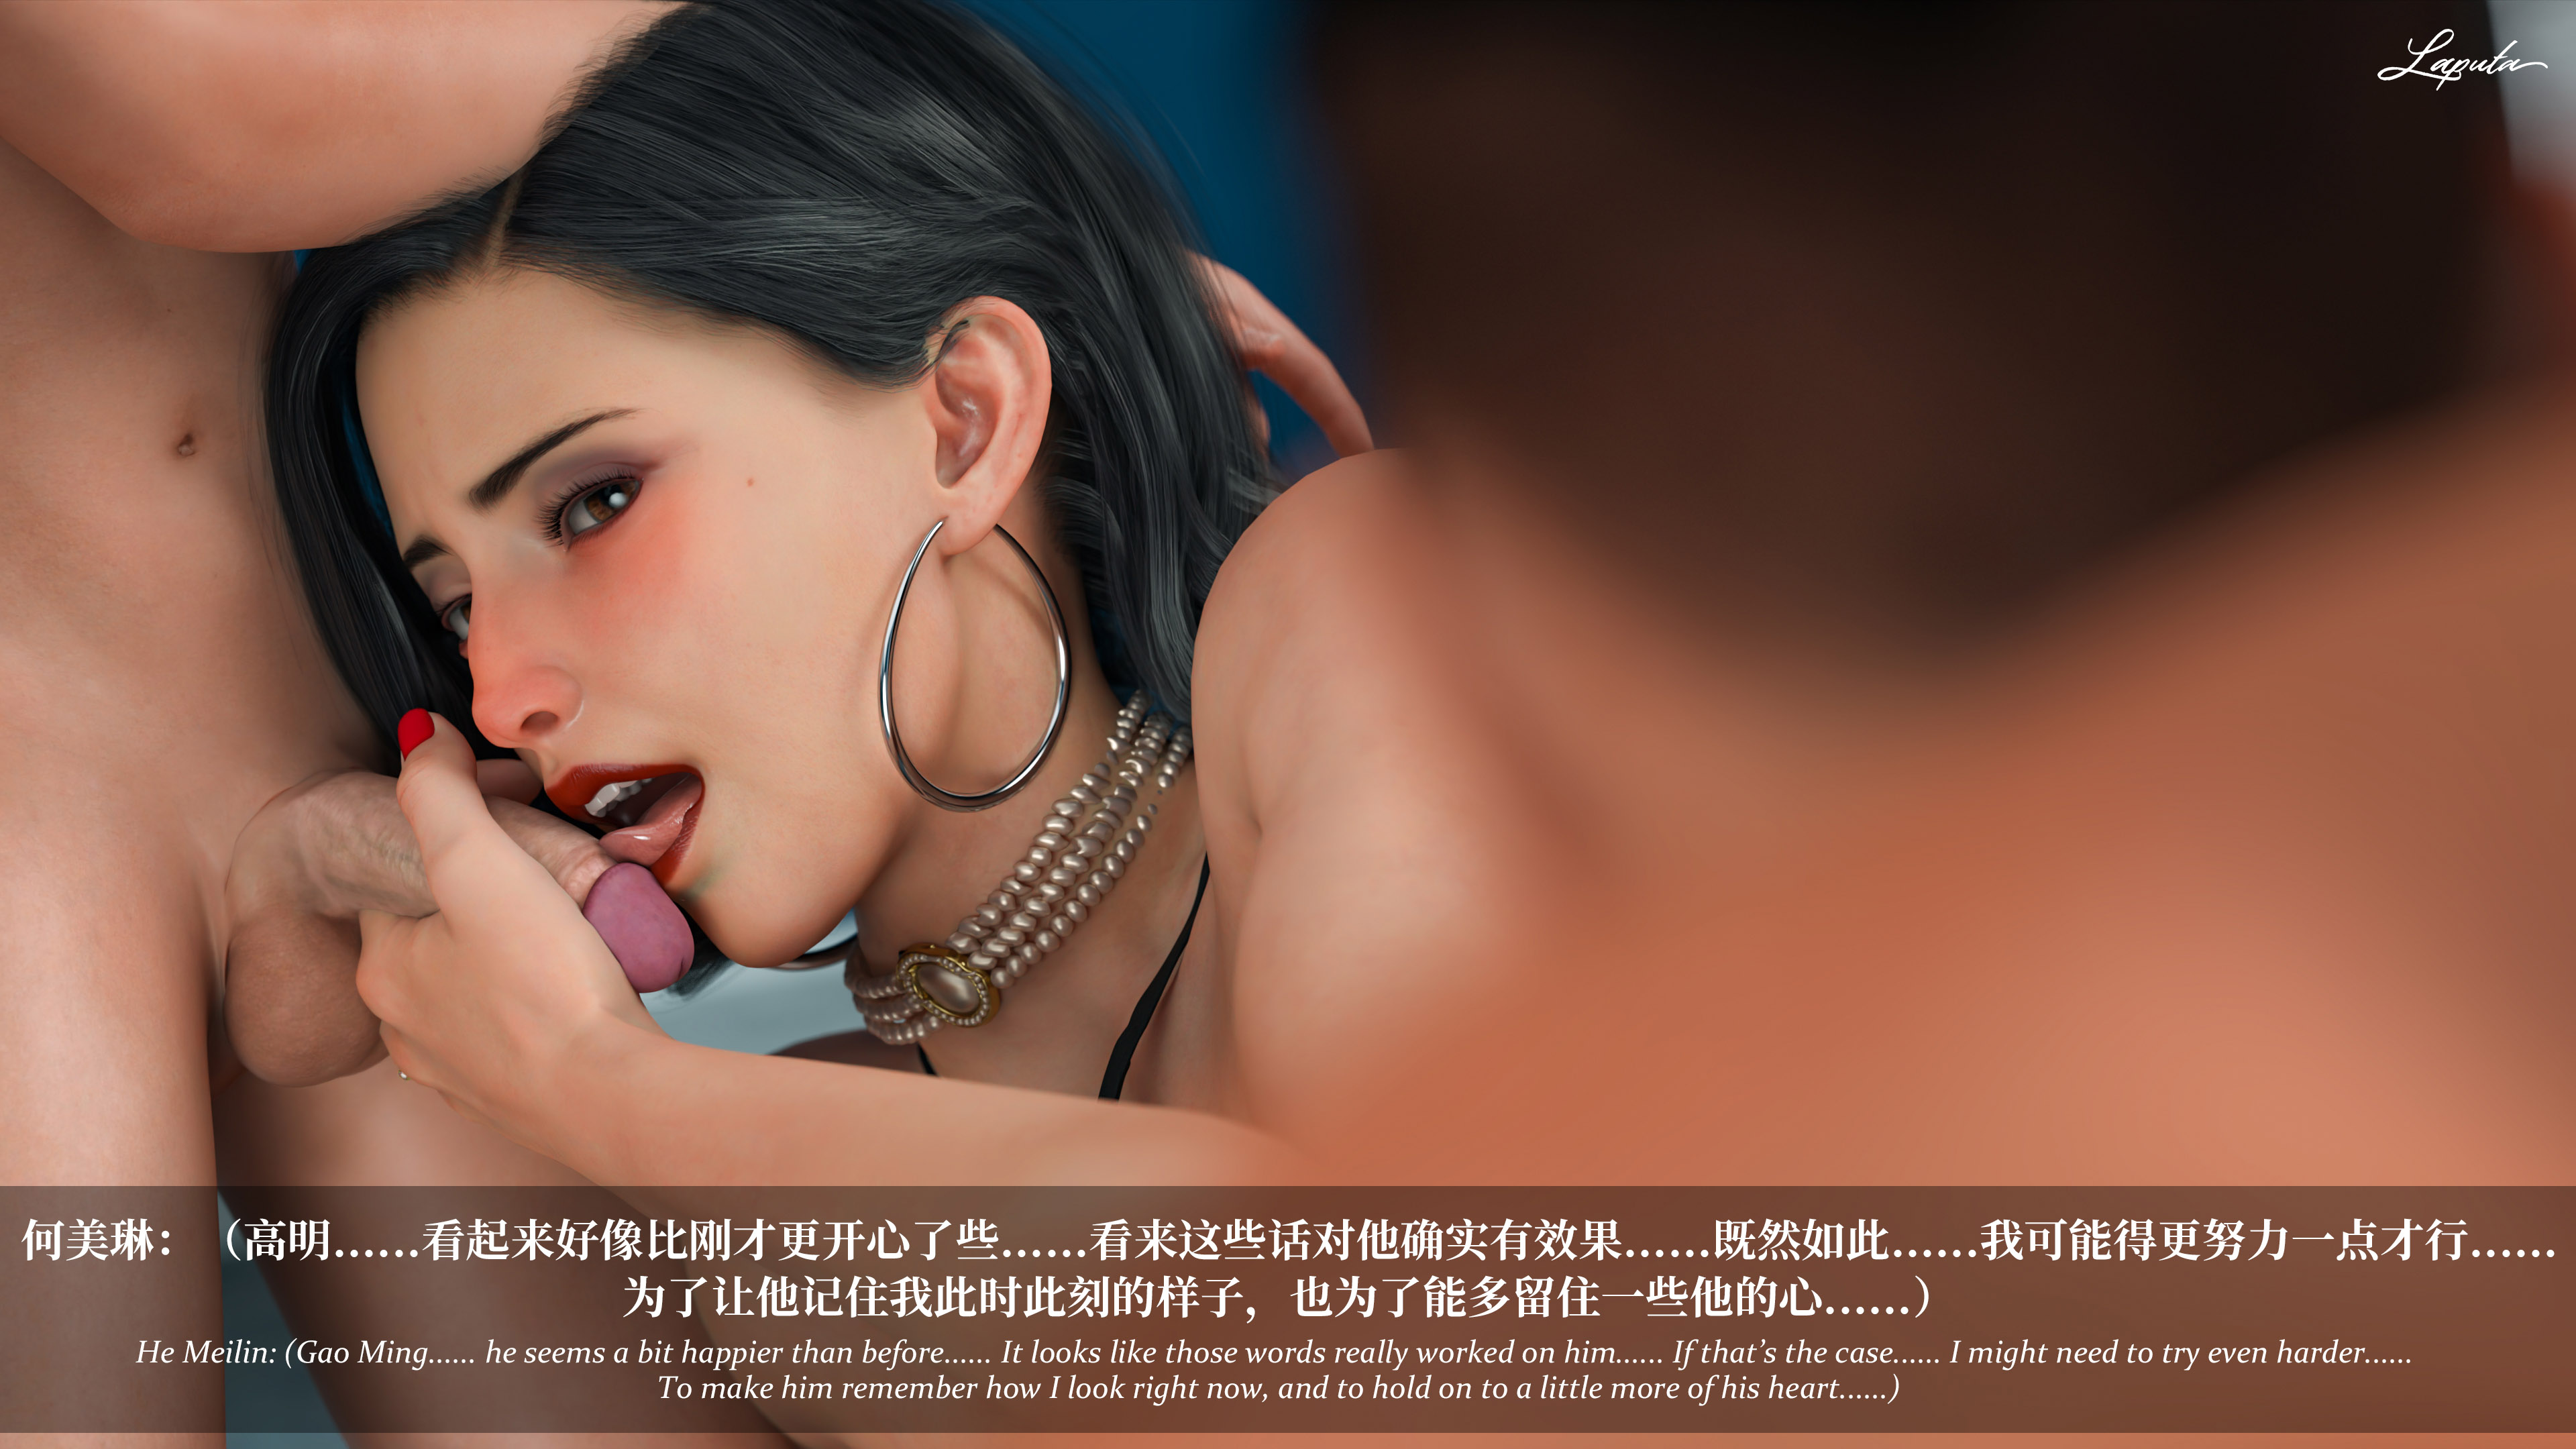 Laputa
何美琳：（高明……看起来好像比刚才更开心了些……看来这些话对他确实有效果……既然如此……我可能得更努力一点才行……
为了让他记住我此时此刻的样子，也为了能多留住一些他的心……）
He Meilin: (Gao Ming...... he seems a bit happier than before...... It looks like those words really worked on him...... If that’s the case...... I might need to try even harder......
To make him remember how I look right now, and to hold on to a little more of his heart......)